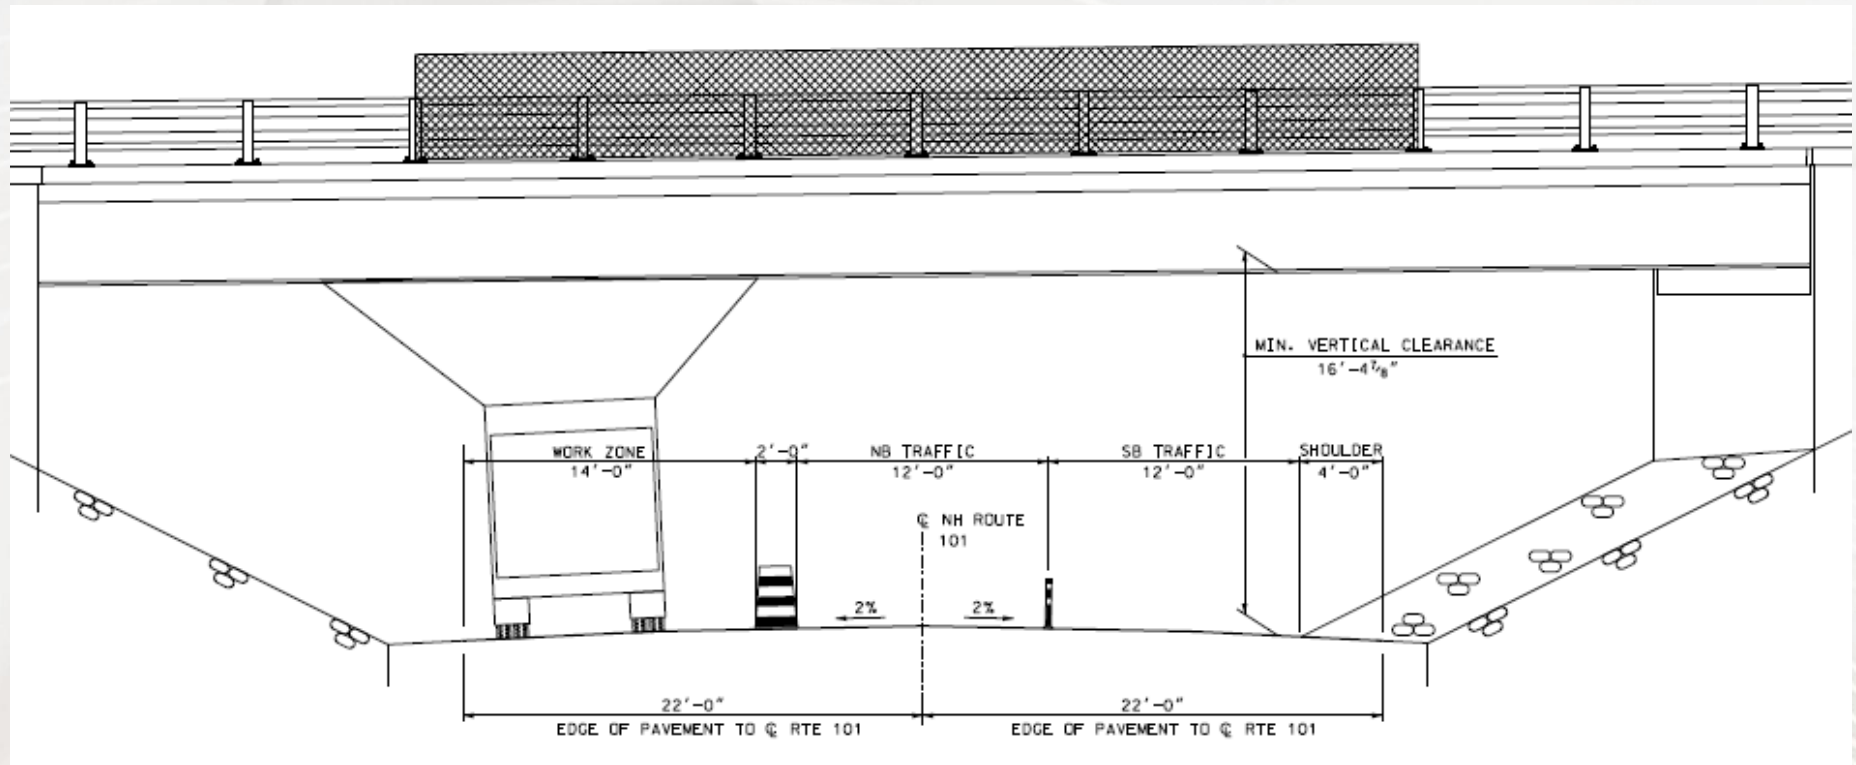 MIN. VERTICAL CLEARANCE
16'-4⅞"
WORK ZONE
14'-0"
2'-0"
NB TRAFFIC
12'-0"
SB TRAFFIC
12'-0"
SHOULDER
4'-0"
℄ NH ROUTE
101
2%
2%
22'-0"
EDGE OF PAVEMENT TO ℄ RTE 101
22'-0"
EDGE OF PAVEMENT TO ℄ RTE 101